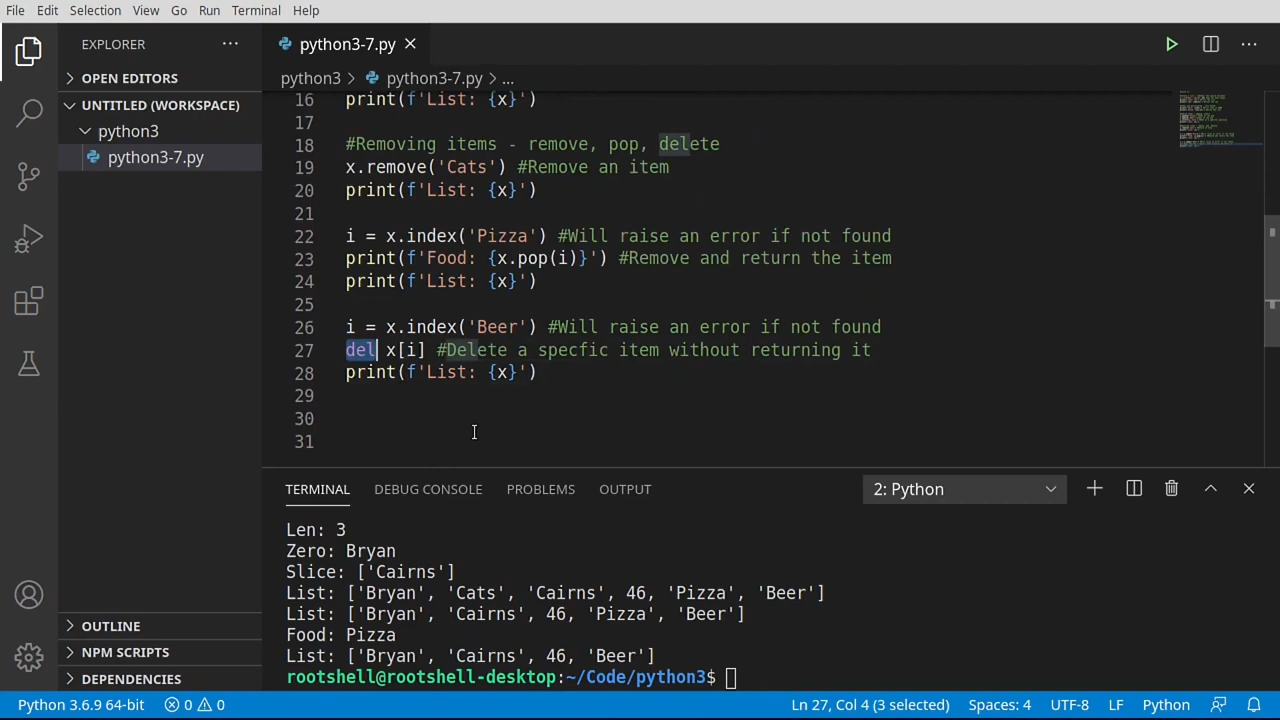 File Edit Selection View Go Run Terminal Help
EXPLORER
OPEN EDITORS
UNTITLED (WORKSPACE)
python3
python3-7.py
OUTLINE
NPM SCRIPTS
DEPENDENCIES
python3-7.py
python3 > python3-7.py > ...
16 print(f'List: {x}')
17
18 #Removing items - remove, pop, delete
19 x.remove('Cats') #Remove an item
20 print(f'List: {x}')
21
22 i = x.index('Pizza') #Will raise an error if not found
23 print(f'Food: {x.pop(i)}') #Remove and return the item
24 print(f'List: {x}')
25
26 i = x.index('Beer') #Will raise an error if not found
27 del x[i] #Delete a specfic item without returning it
28 print(f'List: {x}')
29
30
31
TERMINAL DEBUG CONSOLE PROBLEMS OUTPUT 2: Python
Len: 3
Zero: Bryan
Slice: ['Cairns']
List: ['Bryan', 'Cats', 'Cairns', 46, 'Pizza', 'Beer']
List: ['Bryan', 'Cairns', 46, 'Pizza', 'Beer']
Food: Pizza
List: ['Bryan', 'Cairns', 46, 'Beer']
rootshell@rootshell-desktop:~/Code/python3$
Python 3.6.9 64-bit 0 0 Ln 27, Col 4 (3 selected) Spaces: 4 UTF-8 LF Python